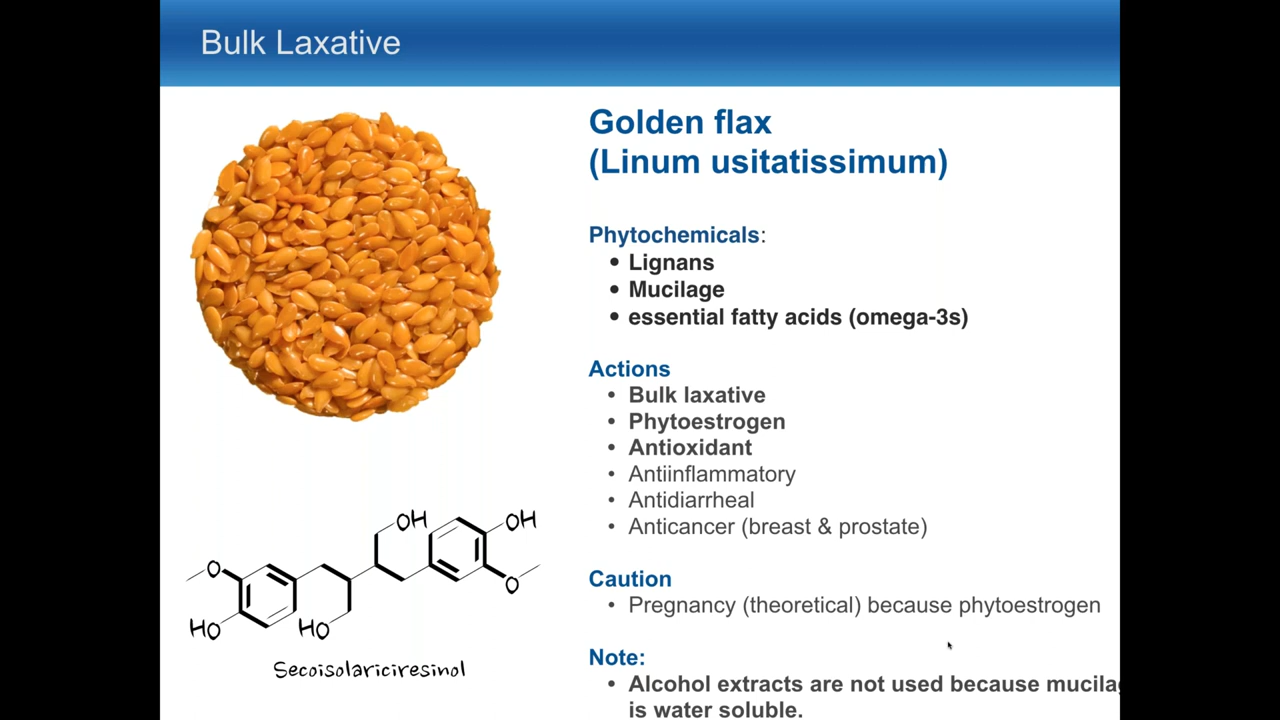 Bulk Laxative
Golden flax
(Linum usitatissimum)
Phytochemicals:
• Lignans
• Mucilage
• essential fatty acids (omega-3s)
Actions
• Bulk laxative
• Phytoestrogen
• Antioxidant
• Antiinflammatory
• Antidiarrheal
• Anticancer (breast & prostate)
Caution
• Pregnancy (theoretical) because phytoestrogen
Note:
• Alcohol extracts are not used because
is water soluble.
OH
OH
O
HO
HO
O
Secoisolariciresinol